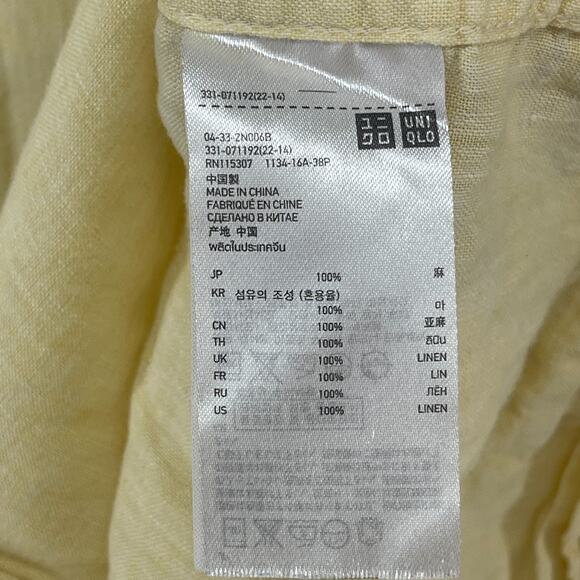 331-071192(22-14)
ユニ UNI
クロ QLO
04-33-2N006B
331-071192(22-14)
RN115307 1134-16A-38P
中国製
MADE IN CHINA
FABRIQUÉ EN CHINE
СДЕЛАНО В КИТАЕ
产地 中国
ผลิตในประเทศจีน
JP 100% 麻
KR 섬유의 조성 (혼용율)
100% 마
CN 100% 亚麻
TH 100% ลินิน
UK 100% LINEN
FR 100% LIN
RU 100% ЛЁН
US 100% LINEN